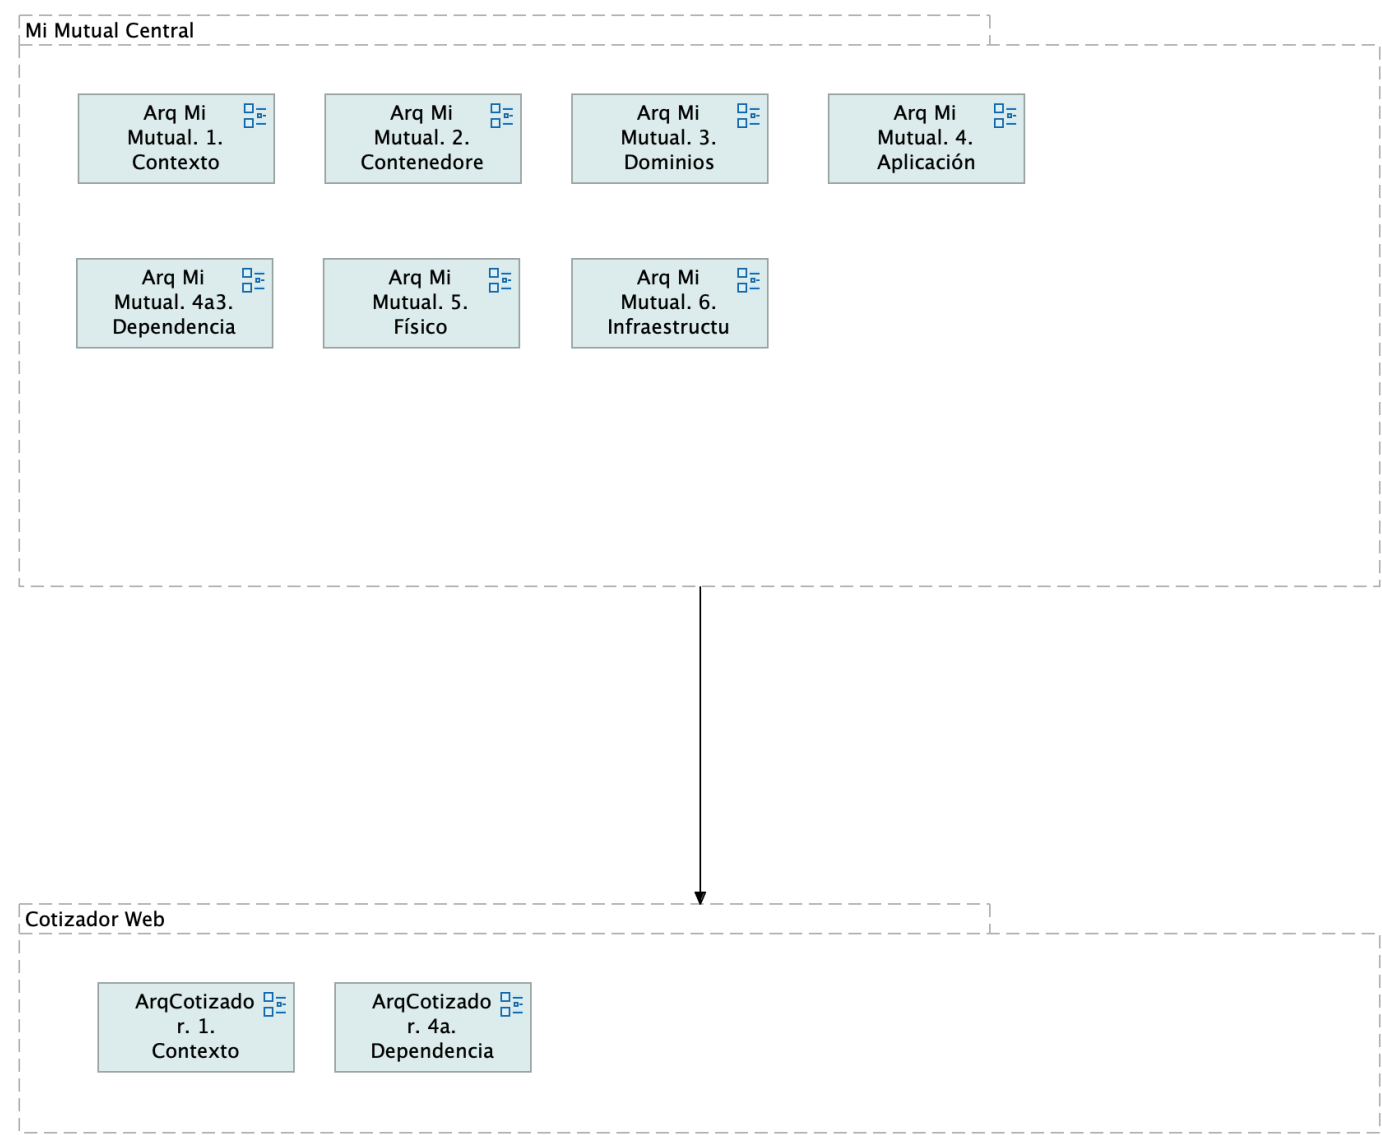 Mi Mutual Central
Arq Mi
Mutual. 1.
Contexto
Arq Mi
Mutual. 2.
Contenedore
Arq Mi
Mutual. 3.
Dominios
Arq Mi
Mutual. 4.
Aplicación
Arq Mi
Mutual. 4a3.
Dependencia
Arq Mi
Mutual. 5.
Físico
Arq Mi
Mutual. 6.
Infraestructu
Cotizador Web
ArqCotizado
r. 1.
Contexto
ArqCotizado
r. 4a.
Dependencia